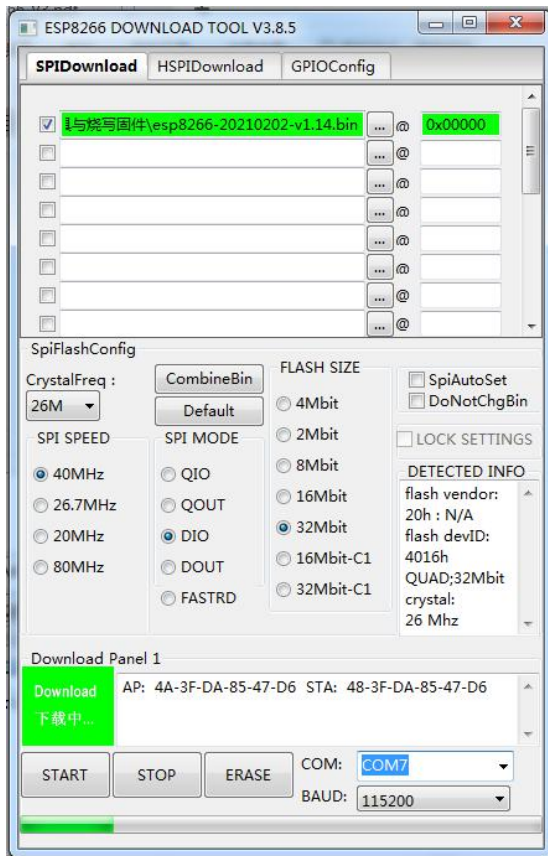 ESP8266 DOWNLOAD TOOL V3.8.5
SPIDownload HSPIDownload GPIOConfig
与烧写固件\esp8266-20210202-v1.14.bin ... @ 0x00000
... @
... @
... @
... @
... @
... @
... @
SpiFlashConfig
CrystalFreq :
26M
CombineBin
Default
SPI SPEED
40MHz
26.7MHz
20MHz
80MHz
SPI MODE
QIO
QOUT
DIO
DOUT
FASTRD
FLASH SIZE
4Mbit
2Mbit
8Mbit
16Mbit
32Mbit
16Mbit-C1
32Mbit-C1
SpiAutoSet
DoNotChgBin
LOCK SETTINGS
DETECTED INFO
flash vendor:
20h : N/A
flash devID:
4016h
QUAD;32Mbit
crystal:
26 Mhz
Download Panel 1
Download
下载中...
AP: 4A-3F-DA-85-47-D6 STA: 48-3F-DA-85-47-D6
START STOP ERASE
COM: COM7
BAUD: 115200